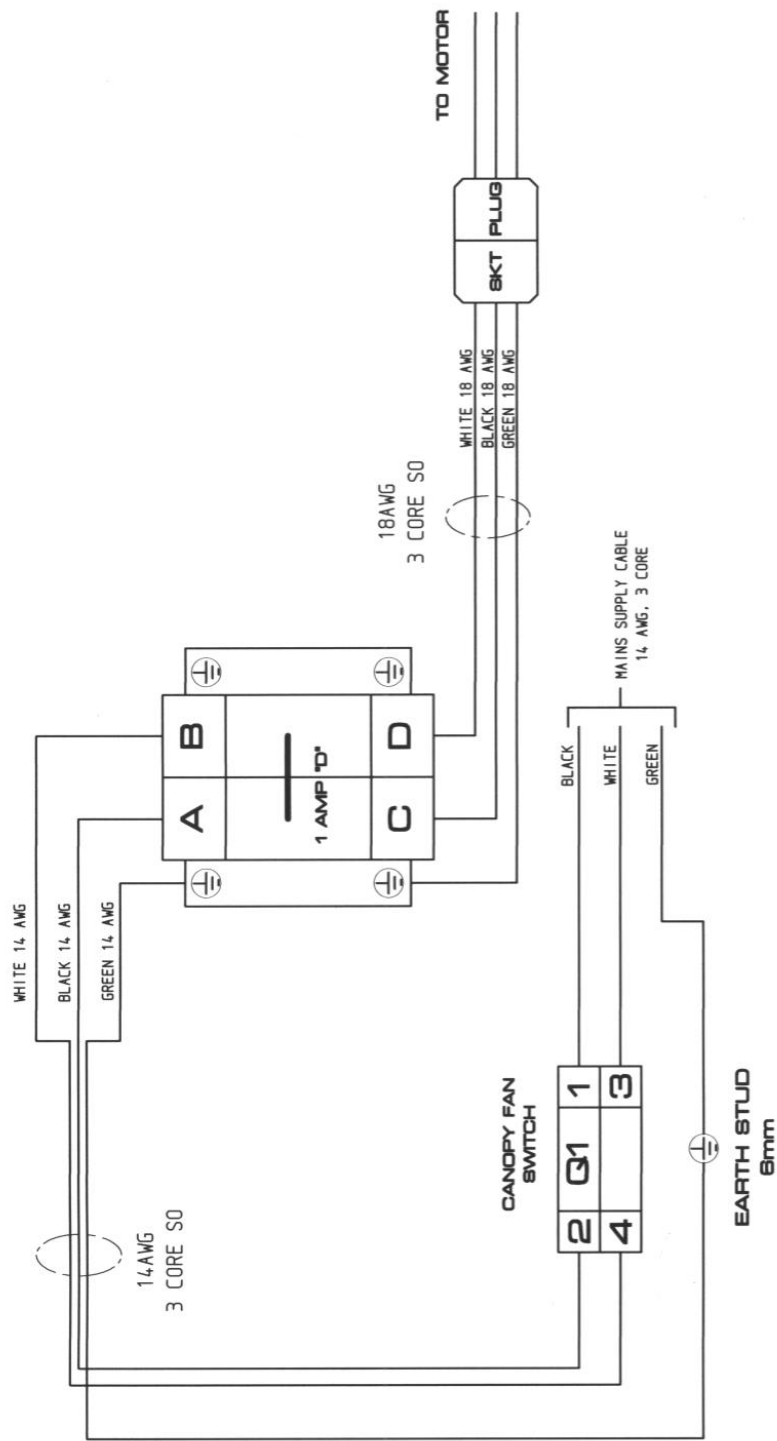 WHITE 14 AWG
BLACK 14 AWG
GREEN 14 AWG
14AWG
3 CORE SO
A
B
1 AMP "D"
C
D
18AWG
3 CORE SO
WHITE 18 AWG
BLACK 18 AWG
GREEN 18 AWG
SKT
PLUG
TO MOTOR
CANOPY FAN
SWITCH
2
Q1
1
4
3
BLACK
WHITE
GREEN
MAINS SUPPLY CABLE
14 AWG, 3 CORE
EARTH STUD
6mm